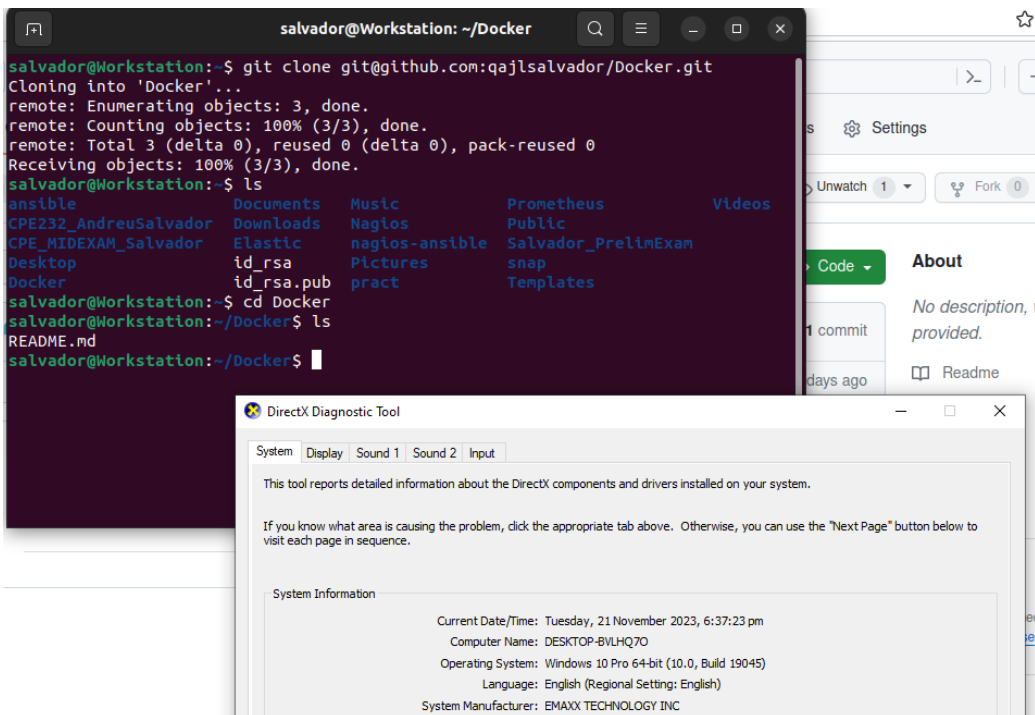 salvador@Workstation: ~/Docker
salvador@Workstation:~$ git clone git@github.com:qajlsalvador/Docker.git
Cloning into 'Docker'...
remote: Enumerating objects: 3, done.
remote: Counting objects: 100% (3/3), done.
remote: Total 3 (delta 0), reused 0 (delta 0), pack-reused 0
Receiving objects: 100% (3/3), done.
salvador@Workstation:~$ ls
ansible Documents Music Prometheus Videos
CPE232_AndreuSalvador Downloads Nagios Public
CPE_MIDEXAM_Salvador Elastic nagios-ansible Salvador_PrelimExam
Desktop id_rsa Pictures snap
Docker id_rsa.pub pract Templates
salvador@Workstation:~$ cd Docker
salvador@Workstation:~/Docker$ ls
README.md
salvador@Workstation:~/Docker$
Settings
Unwatch 1
Fork 0
Code
About
No description,
provided.
1 commit
days ago
Readme
DirectX Diagnostic Tool
System Display Sound 1 Sound 2 Input
This tool reports detailed information about the DirectX components and drivers installed on your system.
If you know what area is causing the problem, click the appropriate tab above. Otherwise, you can use the "Next Page" button below to
visit each page in sequence.
System Information
Current Date/Time: Tuesday, 21 November 2023, 6:37:23 pm
Computer Name: DESKTOP-BVLHQ7O
Operating System: Windows 10 Pro 64-bit (10.0, Build 19045)
Language: English (Regional Setting: English)
System Manufacturer: EMAXX TECHNOLOGY INC